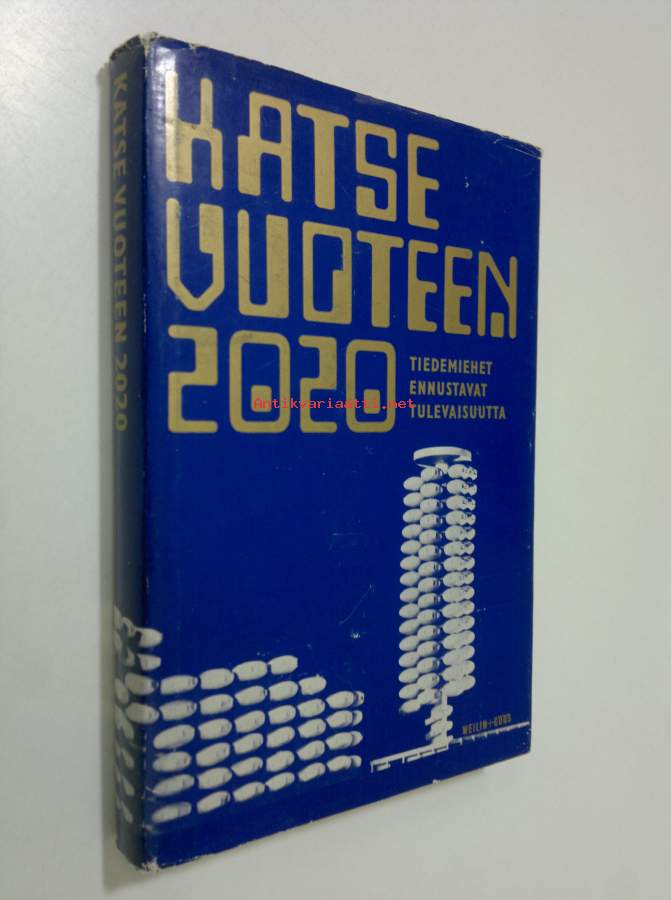 KATSE VUOTEEN 2020
KATSE
VUOTEEN
2020
TIEDEMIEHET
ENNUSTAVAT
TULEVAISUUTTA
Antikvariaatti.net
WEILIN+GÖÖS